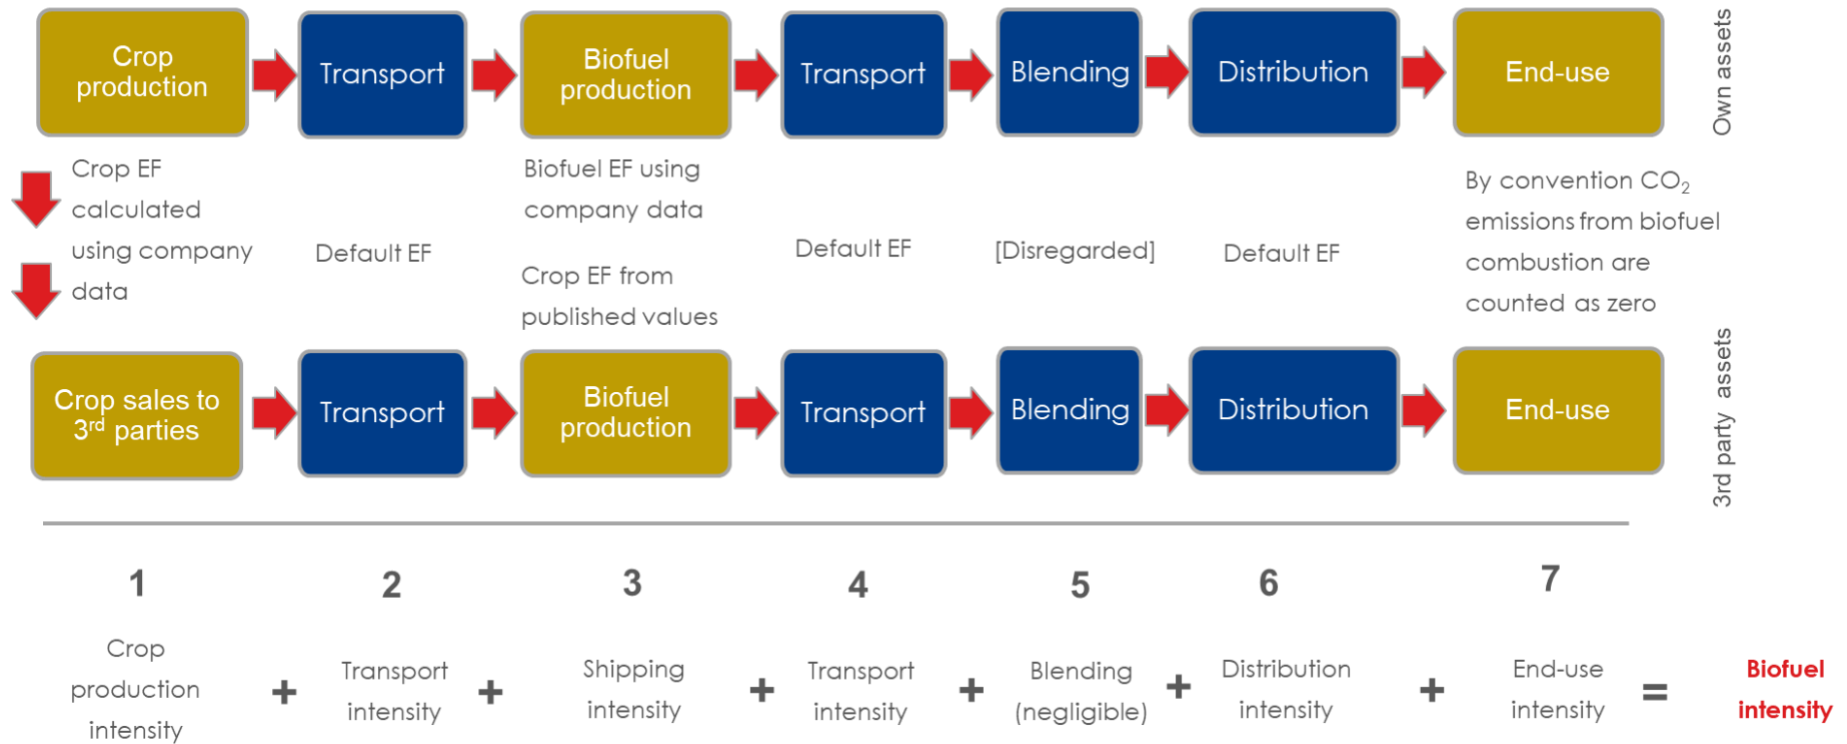 Crop
production
Transport
Biofuel
production
Transport
Blending
Distribution
End-use
Own assets
Crop EF
calculated
using company
data
Default EF
Biofuel EF using
company data
Crop EF from
published values
Default EF
[Disregarded]
Default EF
By convention CO₂
emissions from biofuel
combustion are
counted as zero
Crop sales to
3rd parties
Transport
Biofuel
production
Transport
Blending
Distribution
End-use
3rd party assets
1
2
3
4
5
6
7
Crop
production
intensity
+
Transport
intensity
+
Shipping
intensity
+
Transport
intensity
+
Blending
(negligible)
+
Distribution
intensity
+
End-use
intensity
=
Biofuel
intensity